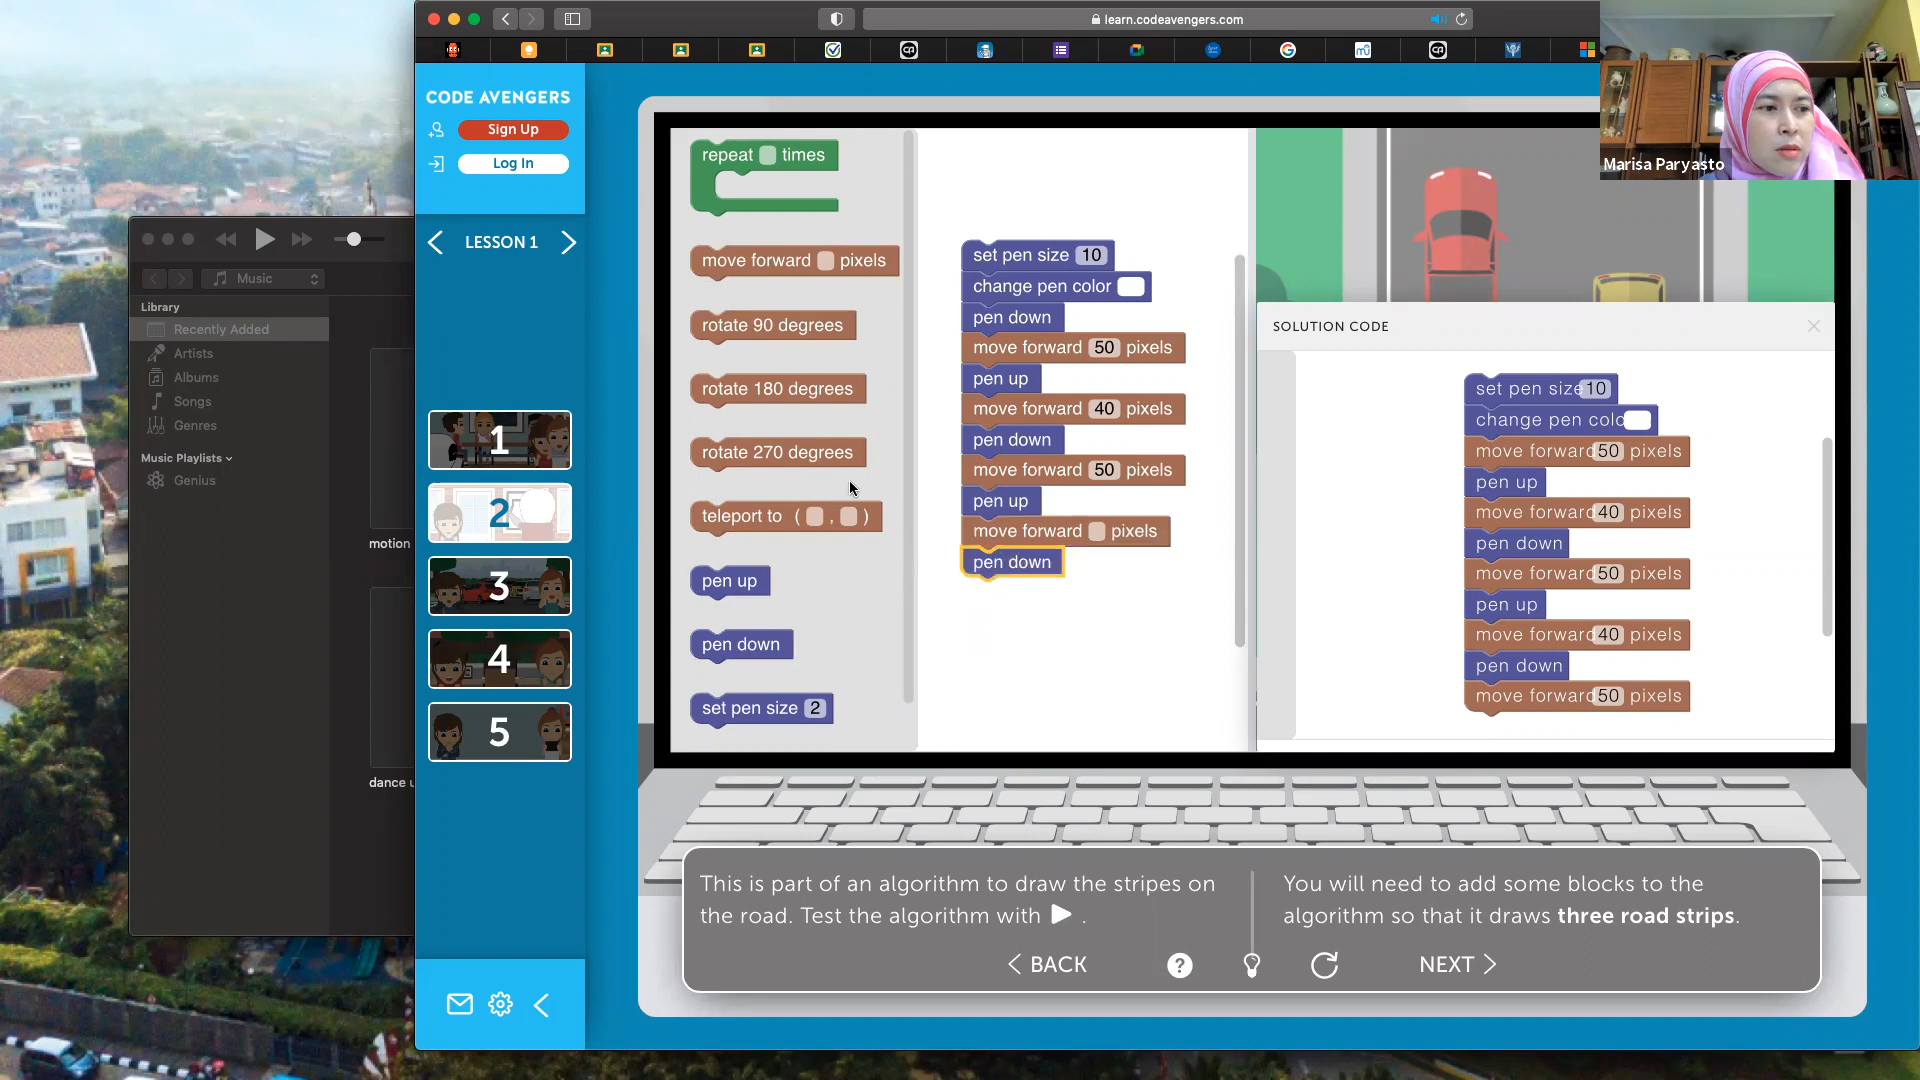 learn.codeavengers.com
CODE AVENGERS
Sign Up
Log In
LESSON 1
1
2
3
4
5
Music
Library
Recently Added
Artists
Albums
Songs
Genres
Music Playlists
Genius
motion
dance u
repeat times
move forward pixels
rotate 90 degrees
rotate 180 degrees
rotate 270 degrees
teleport to ( , )
pen up
pen down
set pen size 2
set pen size 10
change pen color
pen down
move forward 50 pixels
pen up
move forward 40 pixels
pen down
move forward 50 pixels
pen up
move forward pixels
pen down
Marisa Paryasto
SOLUTION CODE
set pen size 10
change pen colo
move forward 50 pixels
pen up
move forward 40 pixels
pen down
move forward 50 pixels
pen up
move forward 40 pixels
pen down
move forward 50 pixels
This is part of an algorithm to draw the stripes on
the road. Test the algorithm with .
You will need to add some blocks to the
algorithm so that it draws three road strips.
BACK
?
NEXT